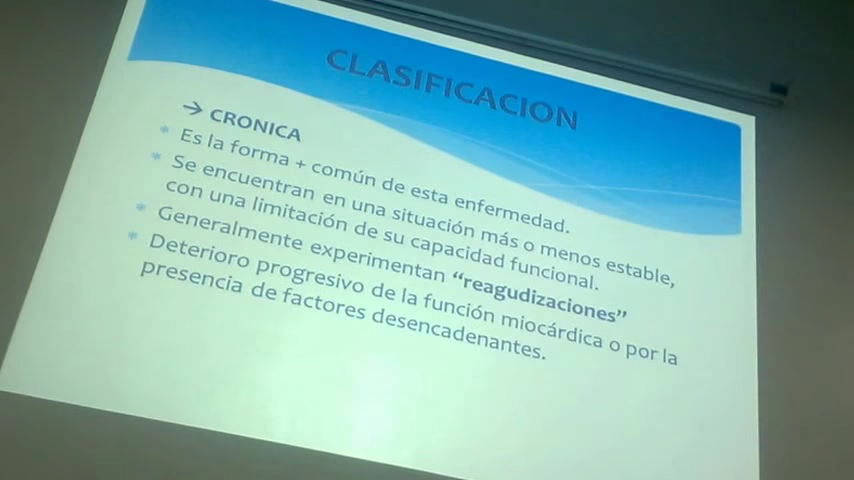 CLASIFICACION
→ CRONICA
* Es la forma + común de esta enfermedad.
* Se encuentran en una situación más o menos estable,
con una limitación de su capacidad funcional.
* Generalmente experimentan “reagudizaciones”
* Deterioro progresivo de la función miocárdica o por la
presencia de factores desencadenantes.